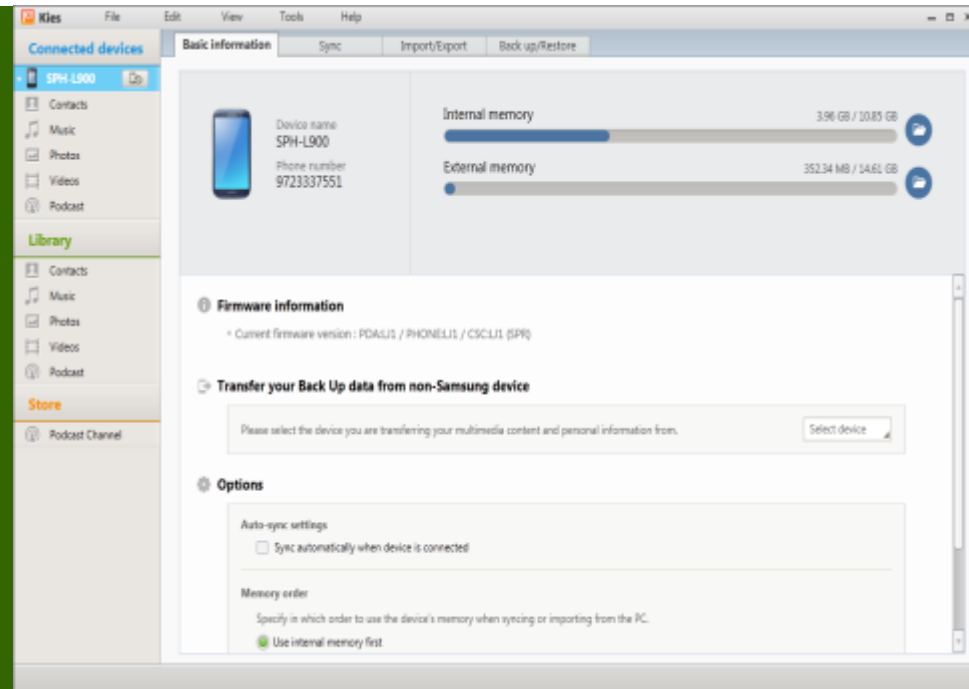 Kies File Edit View Tools Help
Connected devices
SPH-L900
Contacts
Music
Photos
Videos
Podcast
Library
Contacts
Music
Photos
Videos
Podcast
Store
Podcast Channel
Basic information Sync Import/Export Back up/Restore
Device name
SPH-L900
Phone number
9723337551
Internal memory 3.96 GB / 10.85 GB
External memory 352.34 MB / 14.61 GB
Firmware information
Current firmware version : PDA:LJ1 / PHONE:LJ1 / CSC:LJ1 (SPR)
Transfer your Back Up data from non-Samsung device
Please select the device you are transferring your multimedia content and personal information from. Select device
Options
Auto-sync settings
Sync automatically when device is connected
Memory order
Specify in which order to use the device's memory when syncing or importing from the PC.
Use internal memory first